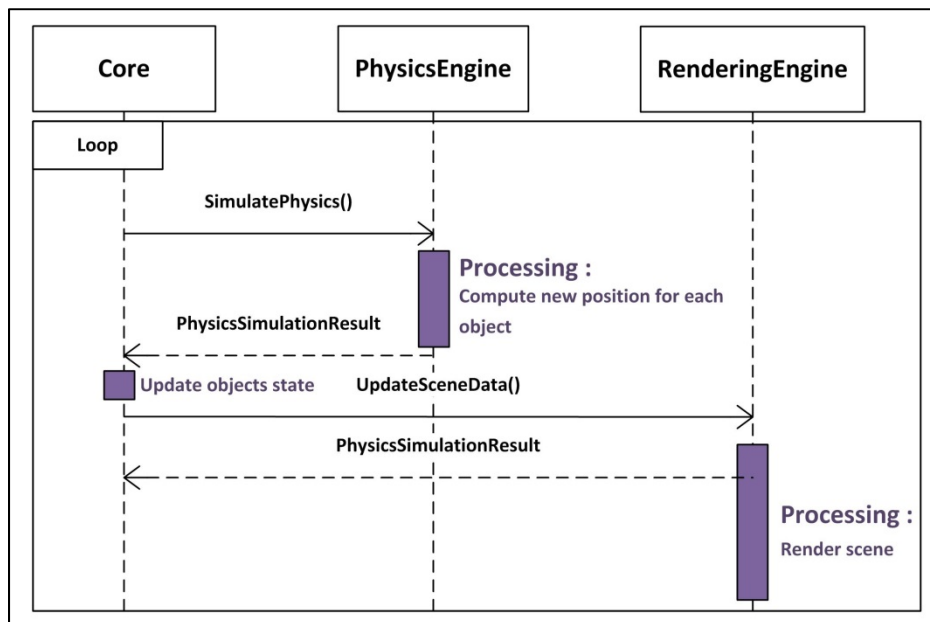 Core
PhysicsEngine
RenderingEngine
Loop
SimulatePhysics()
Processing :
Compute new position for each
object
PhysicsSimulationResult
Update objects state
UpdateSceneData()
PhysicsSimulationResult
Processing :
Render scene